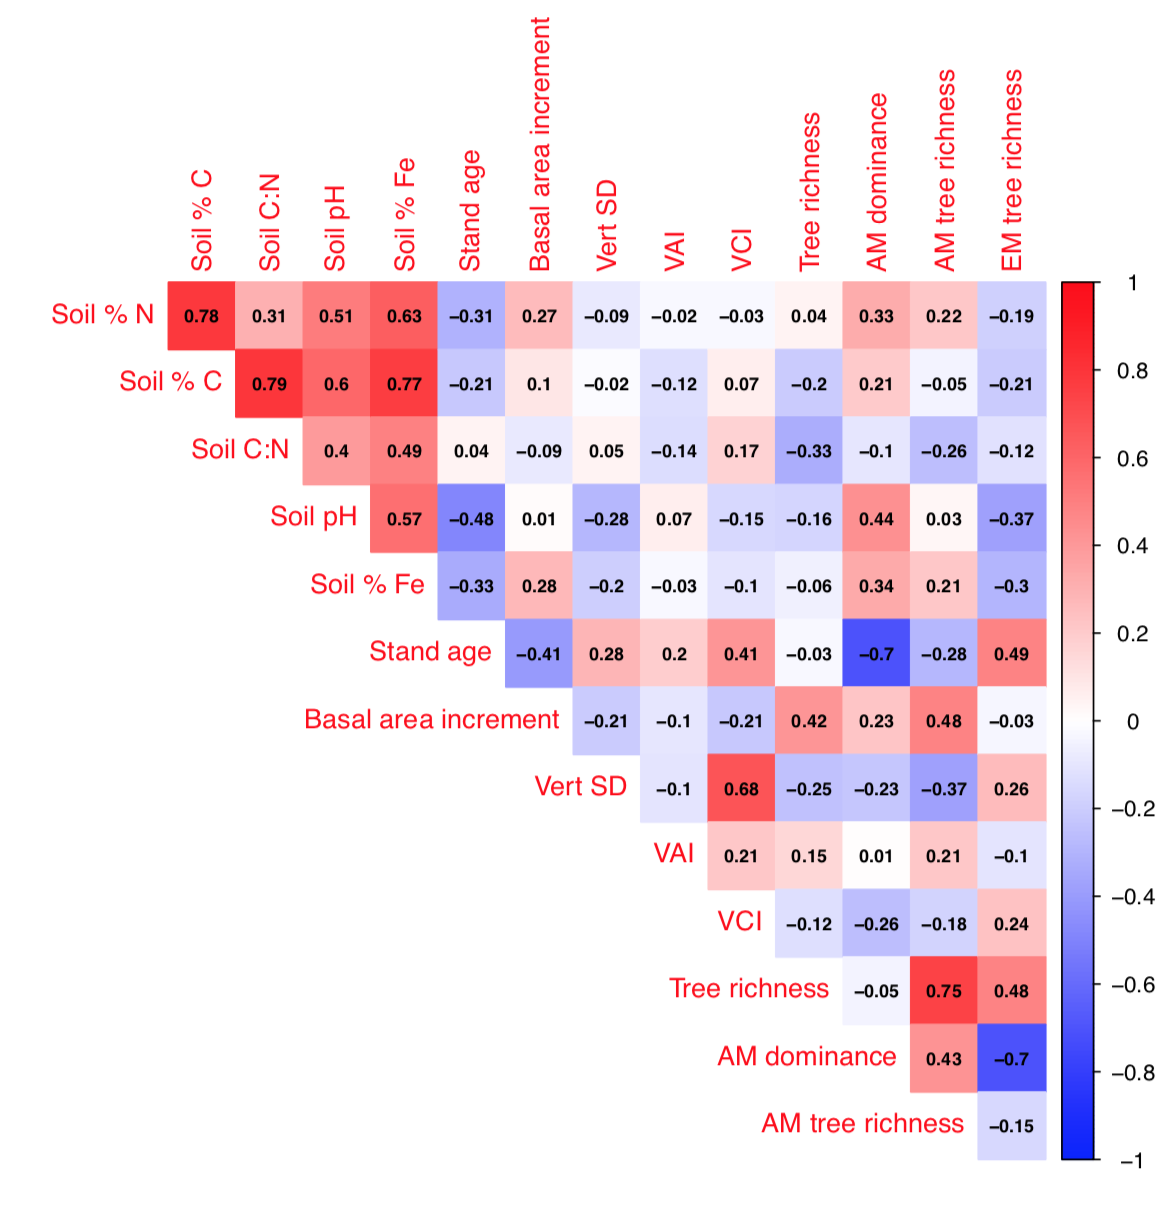 Soil % C
Soil C:N
Soil pH
Soil % Fe
Stand age
Basal area increment
Vert SD
VAI
VCI
Tree richness
AM dominance
AM tree richness
EM tree richness
Soil % N 0.78 0.31 0.51 0.63 −0.31 0.27 −0.09 −0.02 −0.03 0.04 0.33 0.22 −0.19
Soil % C 0.79 0.6 0.77 −0.21 0.1 −0.02 −0.12 0.07 −0.2 0.21 −0.05 −0.21
Soil C:N 0.4 0.49 0.04 −0.09 0.05 −0.14 0.17 −0.33 −0.1 −0.26 −0.12
Soil pH 0.57 −0.48 0.01 −0.28 0.07 −0.15 −0.16 0.44 0.03 −0.37
Soil % Fe −0.33 0.28 −0.2 −0.03 −0.1 −0.06 0.34 0.21 −0.3
Stand age −0.41 0.28 0.2 0.41 −0.03 −0.7 −0.28 0.49
Basal area increment −0.21 −0.1 −0.21 0.42 0.23 0.48 −0.03
Vert SD −0.1 0.68 −0.25 −0.23 −0.37 0.26
VAI 0.21 0.15 0.01 0.21 −0.1
VCI −0.12 −0.26 −0.18 0.24
Tree richness −0.05 0.75 0.48
AM dominance 0.43 −0.7
AM tree richness −0.15
1
0.8
0.6
0.4
0.2
0
−0.2
−0.4
−0.6
−0.8
−1